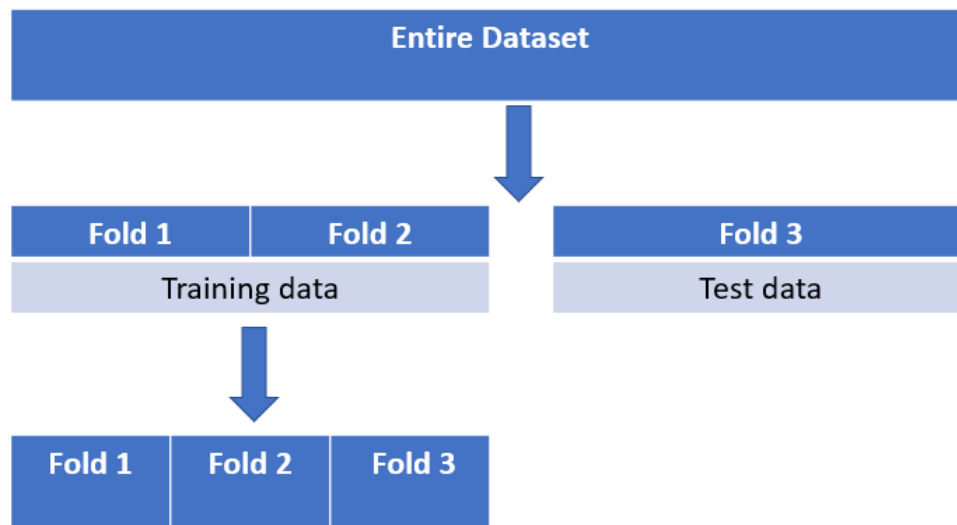 Entire Dataset
Fold 1 Fold 2 Fold 3
Training data Test data
Fold 1 Fold 2 Fold 3